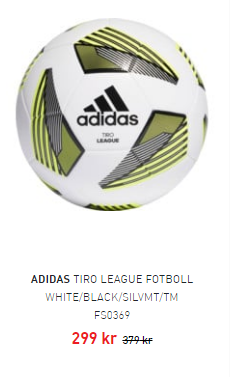 adidas
TIRO
LEAGUE
ADIDAS TIRO LEAGUE FOTBOLL
WHITE/BLACK/SILVMT/TM
FS0369
299 kr 379 kr